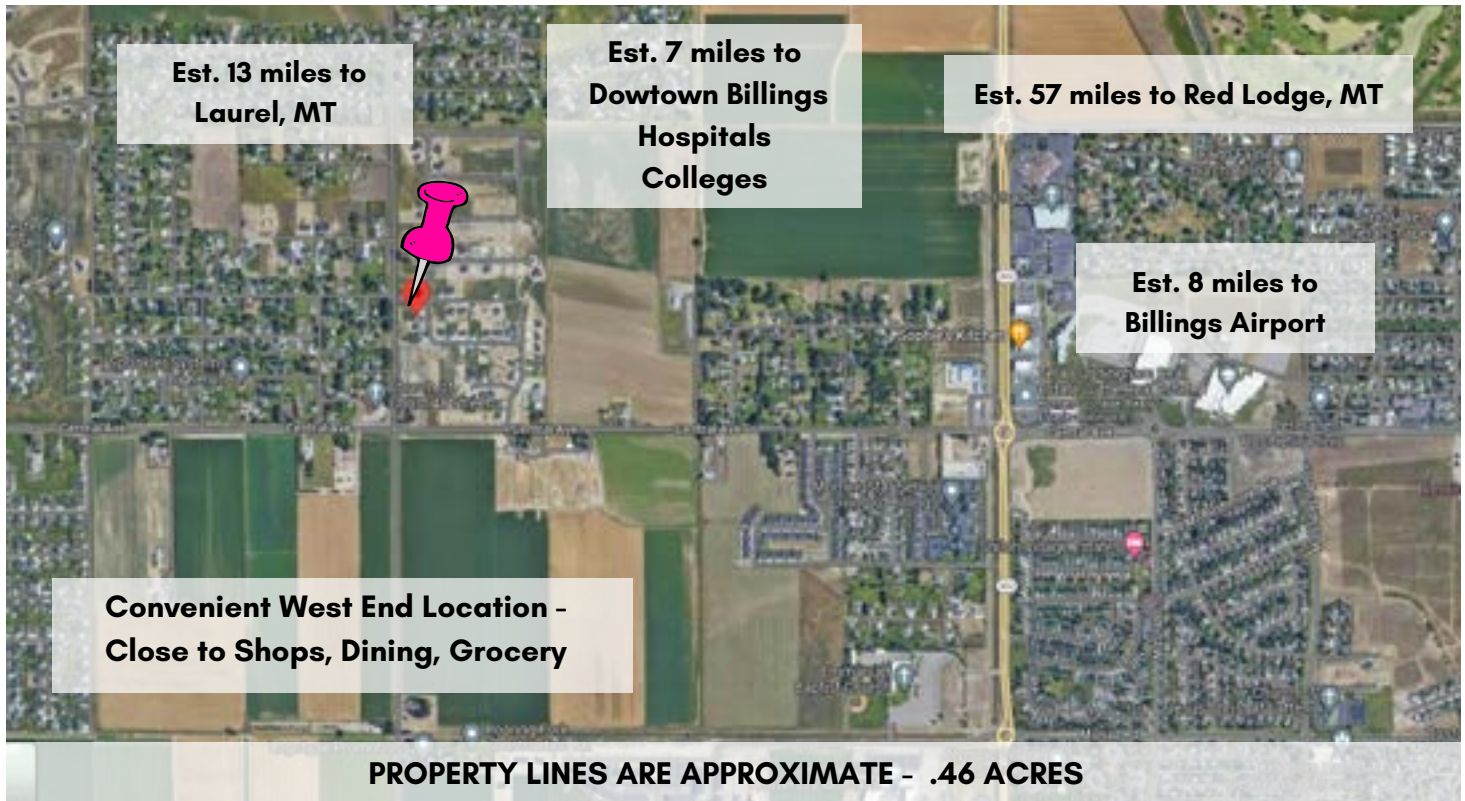 Est. 13 miles to
Laurel, MT
Est. 7 miles to
Dowtown Billings
Hospitals
Colleges
Est. 57 miles to Red Lodge, MT
Est. 8 miles to
Billings Airport
Convenient West End Location -
Close to Shops, Dining, Grocery
PROPERTY LINES ARE APPROXIMATE - .46 ACRES